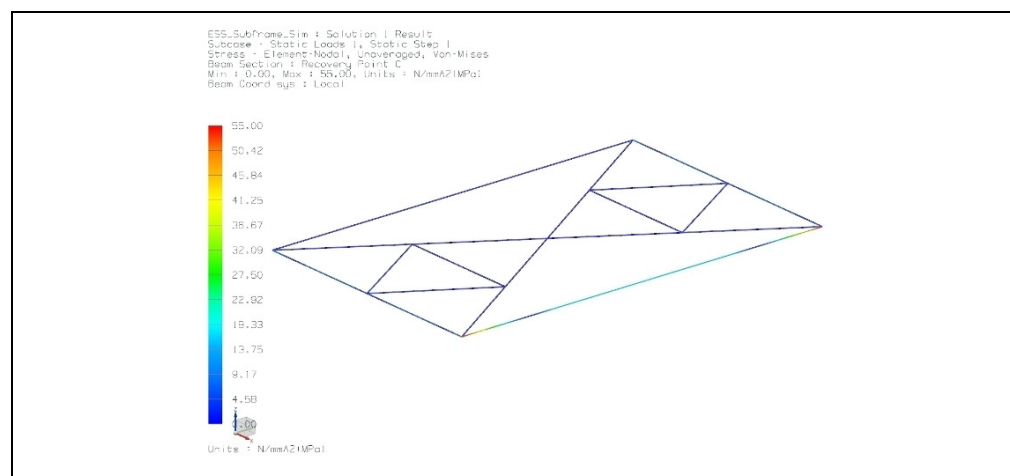 ESS_Subframe_Sim : Solution 1 Result
Subcase - Static Loads 1, Static Step 1
Stress - Element-Nodal, Unaveraged, Von-Mises
Beam Section : Recovery Point C
Min : 0.00, Max : 55.00, Units = N/mm^2(MPa)
Beam Coord sys : Local
55.00
50.42
45.84
41.25
36.67
32.09
27.50
22.92
18.33
13.75
9.17
4.58
0.00
Units = N/mm^2(MPa)